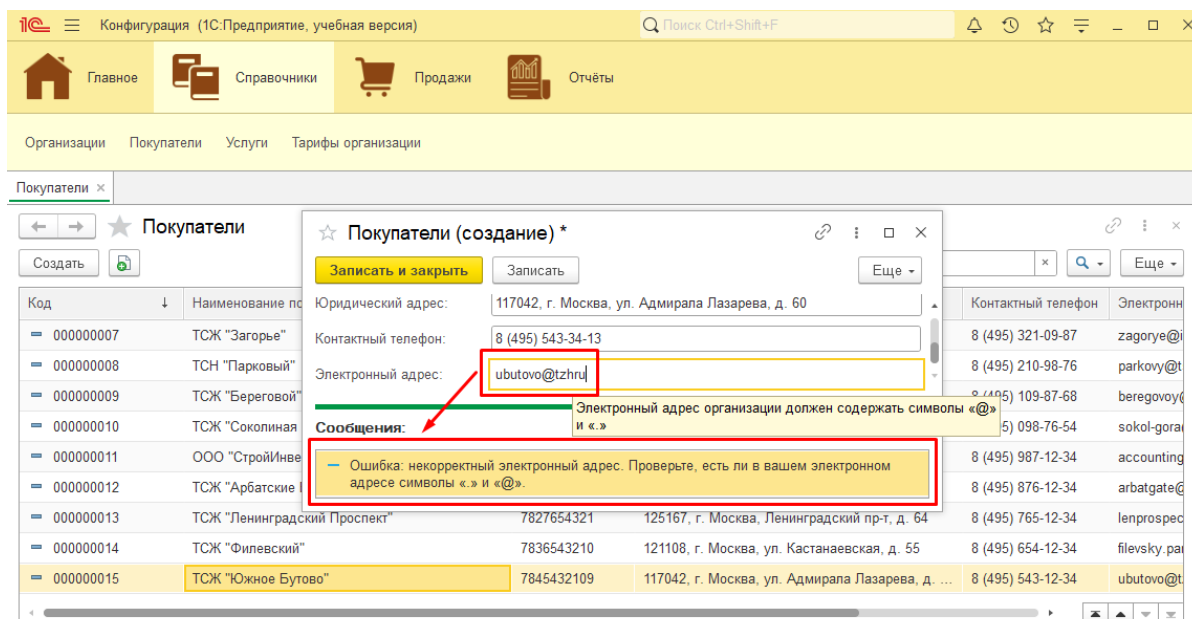 Конфигурация (1С:Предприятие, учебная версия)
Поиск Ctrl+Shift+F
Главное
Справочники
Продажи
Отчёты
Организации Покупатели Услуги Тарифы организации
Покупатели ×
Покупатели
Создать
Еще
Код ↓ Наименование по
Контактный телефон Электронн
000000007 ТСЖ "Загорье" 8 (495) 321-09-87 zagorye@i
000000008 ТСН "Парковый" 8 (495) 210-98-76 parkovy@t
000000009 ТСЖ "Береговой" 8 (495) 109-87-68 beregovoy(
000000010 ТСЖ "Соколиная 5) 098-76-54 sokol-gora(
000000011 ООО "СтройИнве 8 (495) 987-12-34 accounting
000000012 ТСЖ "Арбатские 8 (495) 876-12-34 arbatgate@
000000013 ТСЖ "Ленинградский Проспект" 7827654321 125167, г. Москва, Ленинградский пр-т, д. 64 8 (495) 765-12-34 lenprospec
000000014 ТСЖ "Филевский" 7836543210 121108, г. Москва, ул. Кастанаевская, д. 55 8 (495) 654-12-34 filevsky.par
000000015 ТСЖ "Южное Бутово" 7845432109 117042, г. Москва, ул. Адмирала Лазарева, д. ... 8 (495) 543-12-34 ubutovo@t
Покупатели (создание) *
Записать и закрыть
Записать
Еще
Юридический адрес: 117042, г. Москва, ул. Адмирала Лазарева, д. 60
Контактный телефон: 8 (495) 543-34-13
Электронный адрес: ubutovo@tzhru
Электронный адрес организации должен содержать символы «@»
и «.»
Сообщения:
Ошибка: некорректный электронный адрес. Проверьте, есть ли в вашем электронном
адресе символы «.» и «@».